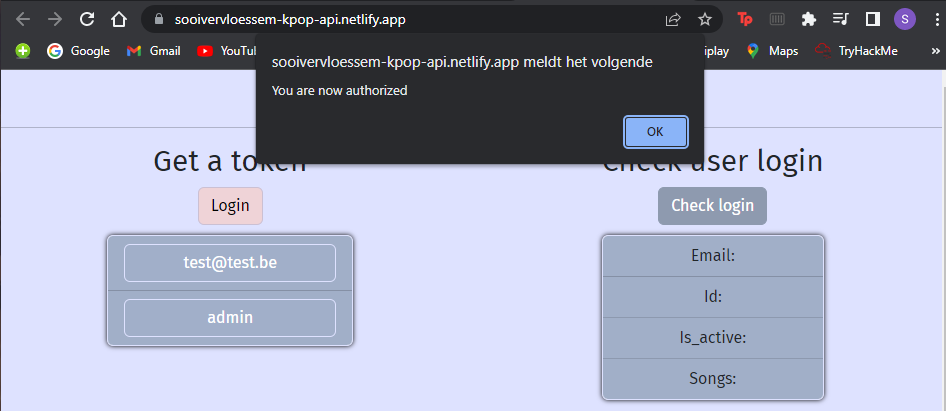 sooivervloessem-kpop-api.netlify.app
Google
Gmail
YouTu
iplay
Maps
TryHackMe
»
sooivervloessem-kpop-api.netlify.app meldt het volgende
You are now authorized
OK
Get a token
Check user login
Login
Check login
test@test.be
admin
Email:
Id:
Is_active:
Songs: